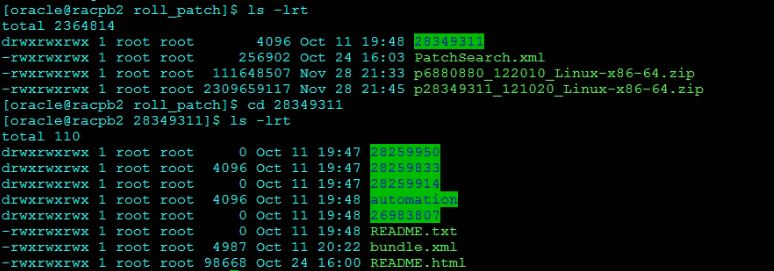 [oracle@racpb2 roll_patch]$ ls -lrt
total 2364814
drwxrwxrwx 1 root root 4096 Oct 11 19:48 28349311
-rwxrwxrwx 1 root root 256902 Oct 24 16:03 PatchSearch.xml
-rwxrwxrwx 1 root root 111648507 Nov 28 21:33 p6880880_122010_Linux-x86-64.zip
-rwxrwxrwx 1 root root 2309659117 Nov 28 21:45 p28349311_121020_Linux-x86-64.zip
[oracle@racpb2 roll_patch]$ cd 28349311
[oracle@racpb2 28349311]$ ls -lrt
total 110
drwxrwxrwx 1 root root 0 Oct 11 19:47 28259950
drwxrwxrwx 1 root root 4096 Oct 11 19:47 28259833
drwxrwxrwx 1 root root 0 Oct 11 19:47 28259914
drwxrwxrwx 1 root root 4096 Oct 11 19:48 automation
drwxrwxrwx 1 root root 0 Oct 11 19:48 26983807
-rwxrwxrwx 1 root root 0 Oct 11 19:48 README.txt
-rwxrwxrwx 1 root root 4987 Oct 11 20:22 bundle.xml
-rwxrwxrwx 1 root root 98668 Oct 24 16:00 README.html